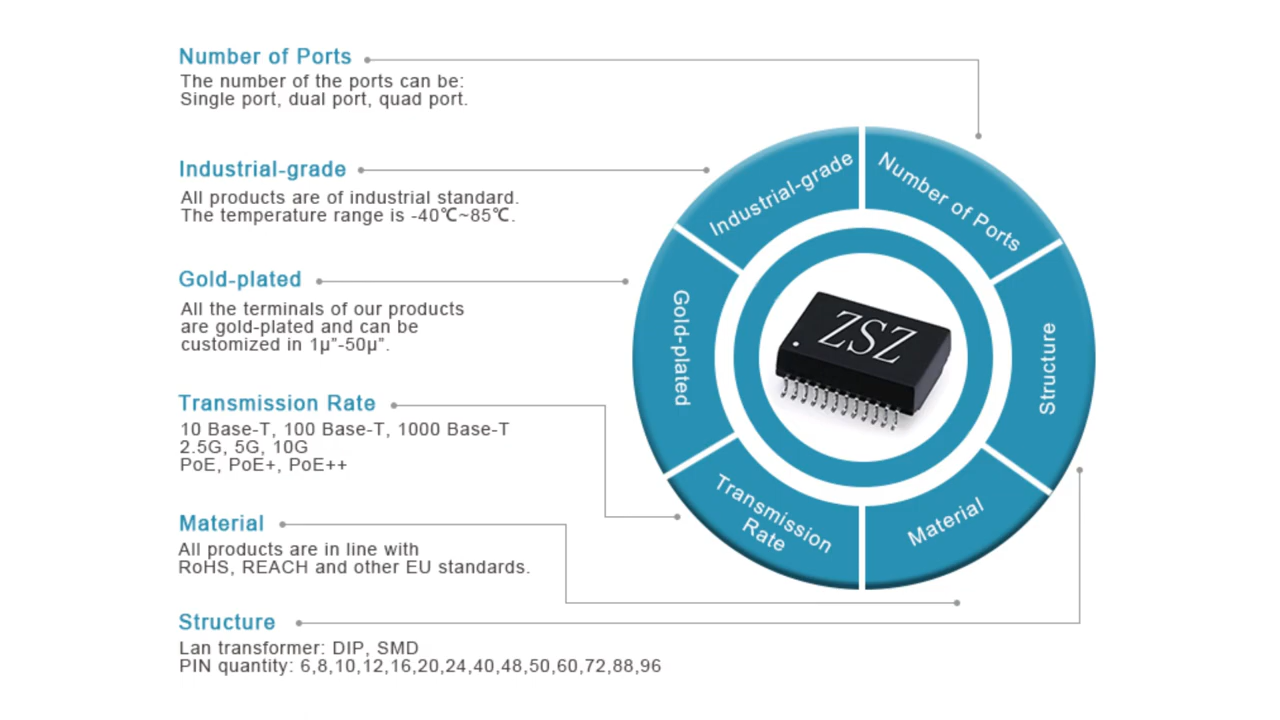 Number of Ports
The number of the ports can be:
Single port, dual port, quad port.
Industrial-grade
All products are of industrial standard.
The temperature range is -40℃~85℃.
Gold-plated
All the terminals of our products
are gold-plated and can be
customized in 1μ"-50μ".
Transmission Rate
10 Base-T, 100 Base-T, 1000 Base-T
2.5G, 5G, 10G
PoE, PoE+, PoE++
Material
All products are in line with
RoHS, REACH and other EU standards.
Structure
Lan transformer: DIP, SMD
PIN quantity: 6,8,10,12,16,20,24,40,48,50,60,72,88,96
Industrial-grade
Number of Ports
Gold-plated
ZSZ
Structure
Transmission
Rate
Material